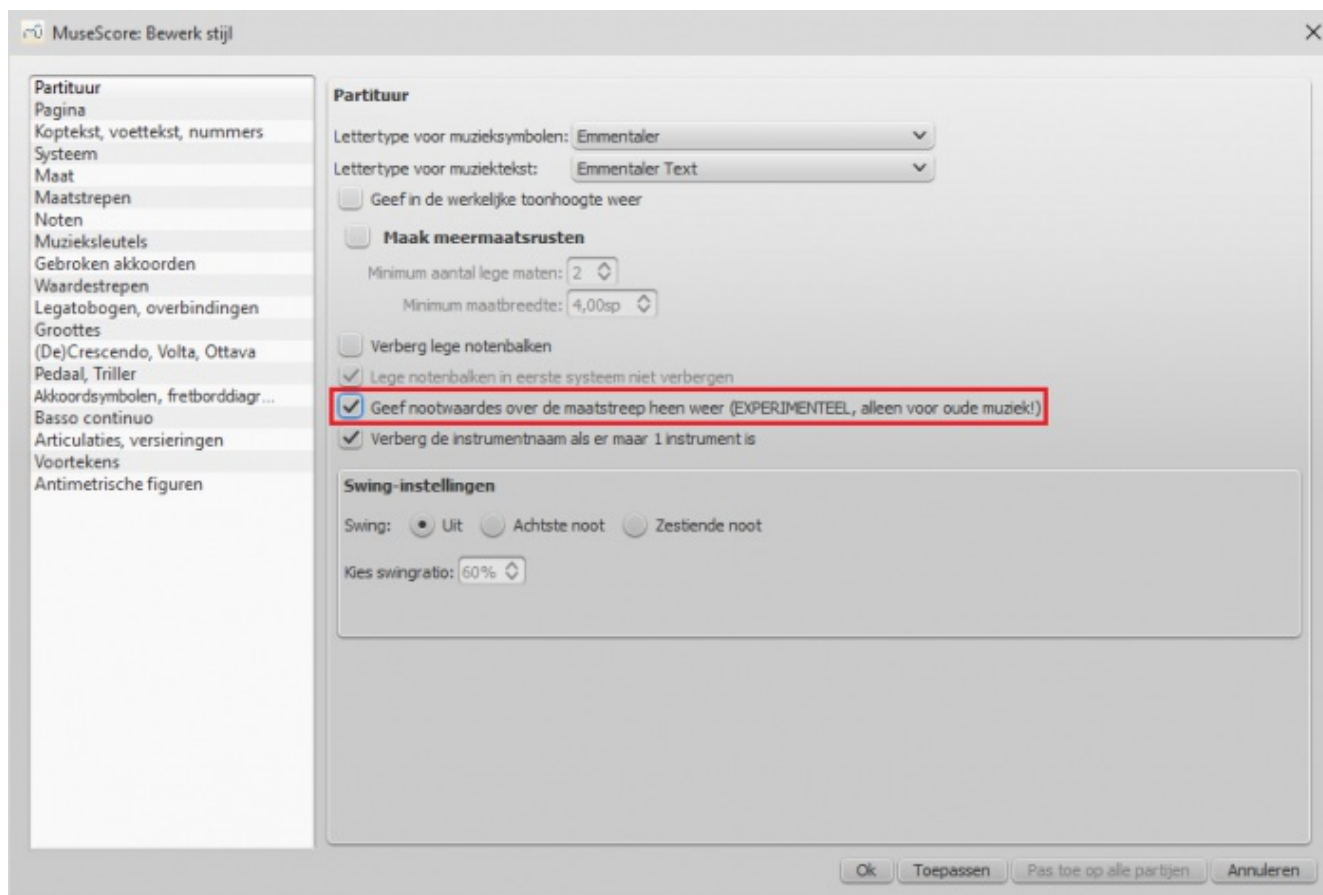 MuseScore: Bewerk stijl
Partituur
Pagina
Koptekst, voettekst, nummers
Systeem
Maat
Maatstrepen
Noten
Muzieksleutels
Gebroken akkoorden
Waardestrepen
Legatobogen, overbindingen
Groottes
(De)Crescendo, Volta, Ottava
Pedaal, Triller
Akkoordsymbolen, fretborddiagr...
Basso continuo
Articulaties, versieringen
Voortekens
Antimetrische figuren
Partituur
Lettertype voor muzieksymbolen: Emmentaler
Lettertype voor muziektekst: Emmentaler Text
Geef in de werkelijke toonhoogte weer
Maak meermaatsrusten
Minimum aantal lege maten: 2
Minimum maatbreedte: 4,00sp
Verberg lege notenbalken
Lege notenbalken in eerste systeem niet verbergen
Geef nootwaardes over de maatstreep heen weer (EXPERIMENTEEL, alleen voor oude muziek!)
Verberg de instrumentnaam als er maar 1 instrument is
Swing-instellingen
Swing: Uit Achtste noot Zestiende noot
Kies swingratio: 60%
Ok Toepassen Pas toe op alle partijen Annuleren